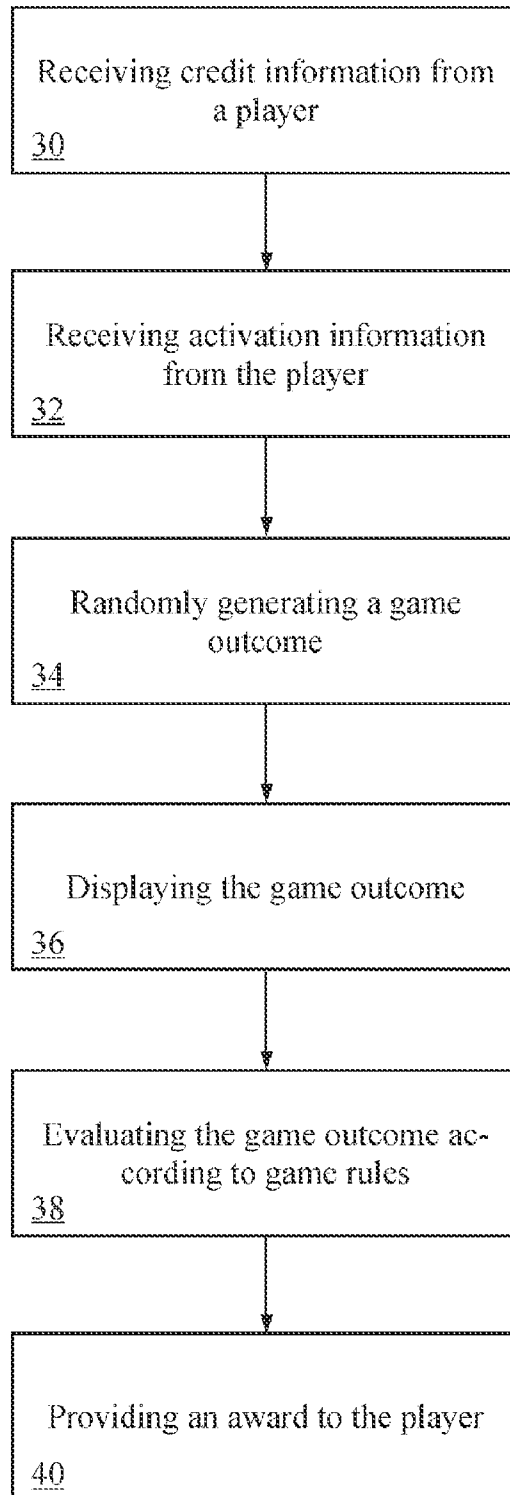 Receiving credit information from
a player
30
Receiving activation information
from the player
32
Randomly generating a game
outcome
34
Displaying the game outcome
36
Evaluating the game outcome ac-
cording to game rules
38
Providing an award to the player
40